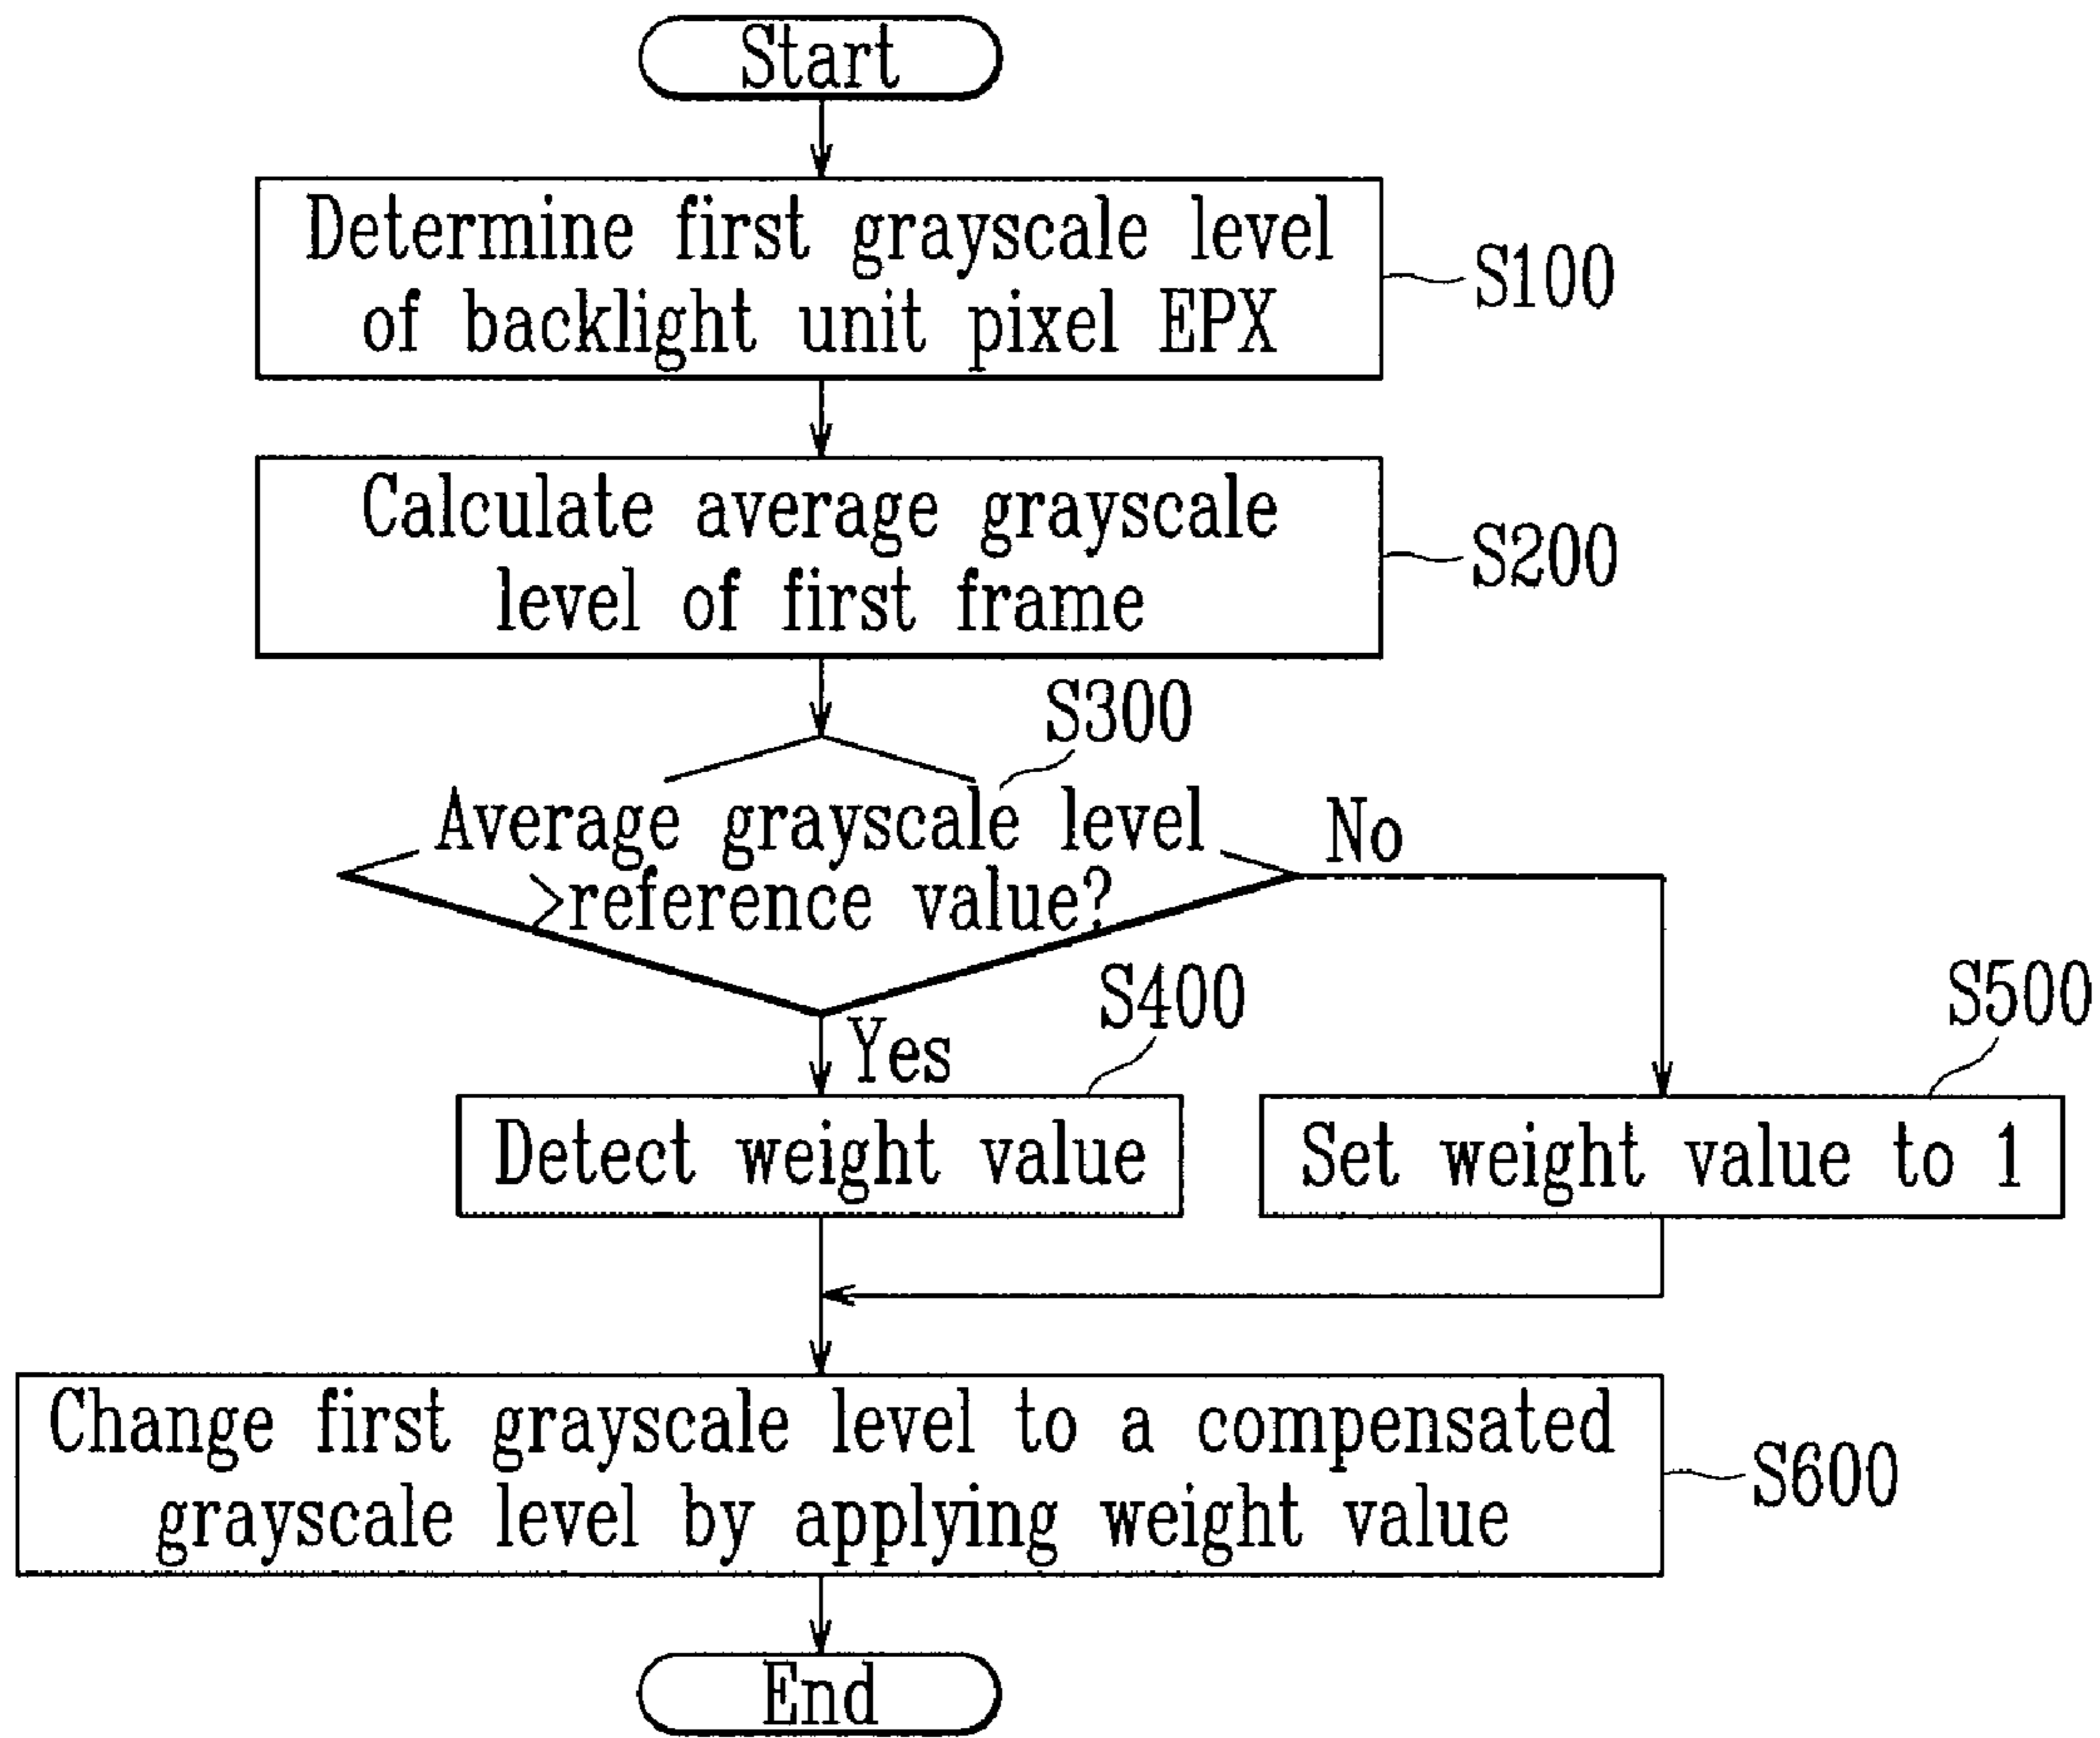 Start
Determine first grayscale level
of backlight unit pixel EPX
S100
Calculate average grayscale
level of first frame
S200
S300
Average grayscale level
>reference value?
No
Yes
S400
S500
Detect weight value
Set weight value to 1
Change first grayscale level to a compensated
grayscale level by applying weight value
S600
End